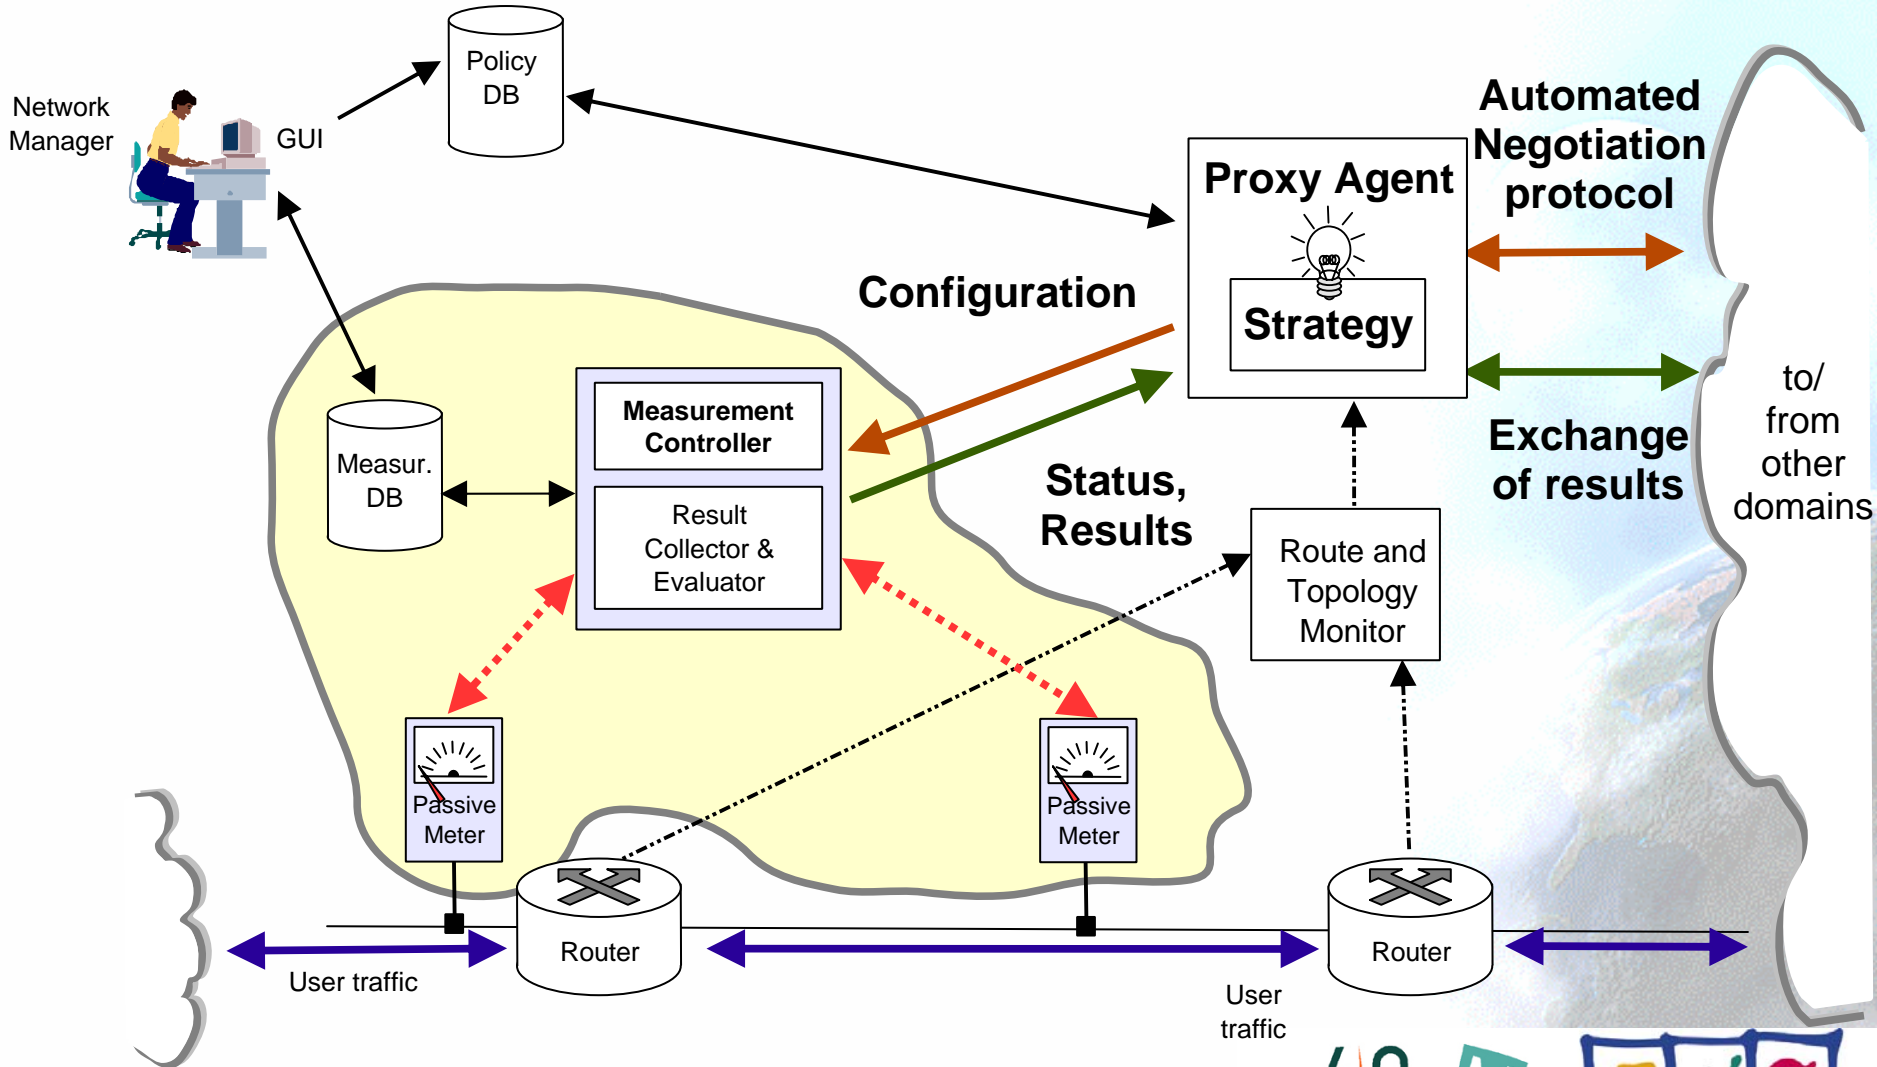 Policy
DB
Network
Manager
GUI
Automated
Negotiation
protocol
Proxy Agent
Strategy
Configuration
Measurement
Controller
Measur.
DB
Result
Collector &
Evaluator
Status,
Results
Exchange
of results
to/
from
other
domains
Route and
Topology
Monitor
Passive
Meter
Passive
Meter
Router
Router
User traffic
User
traffic